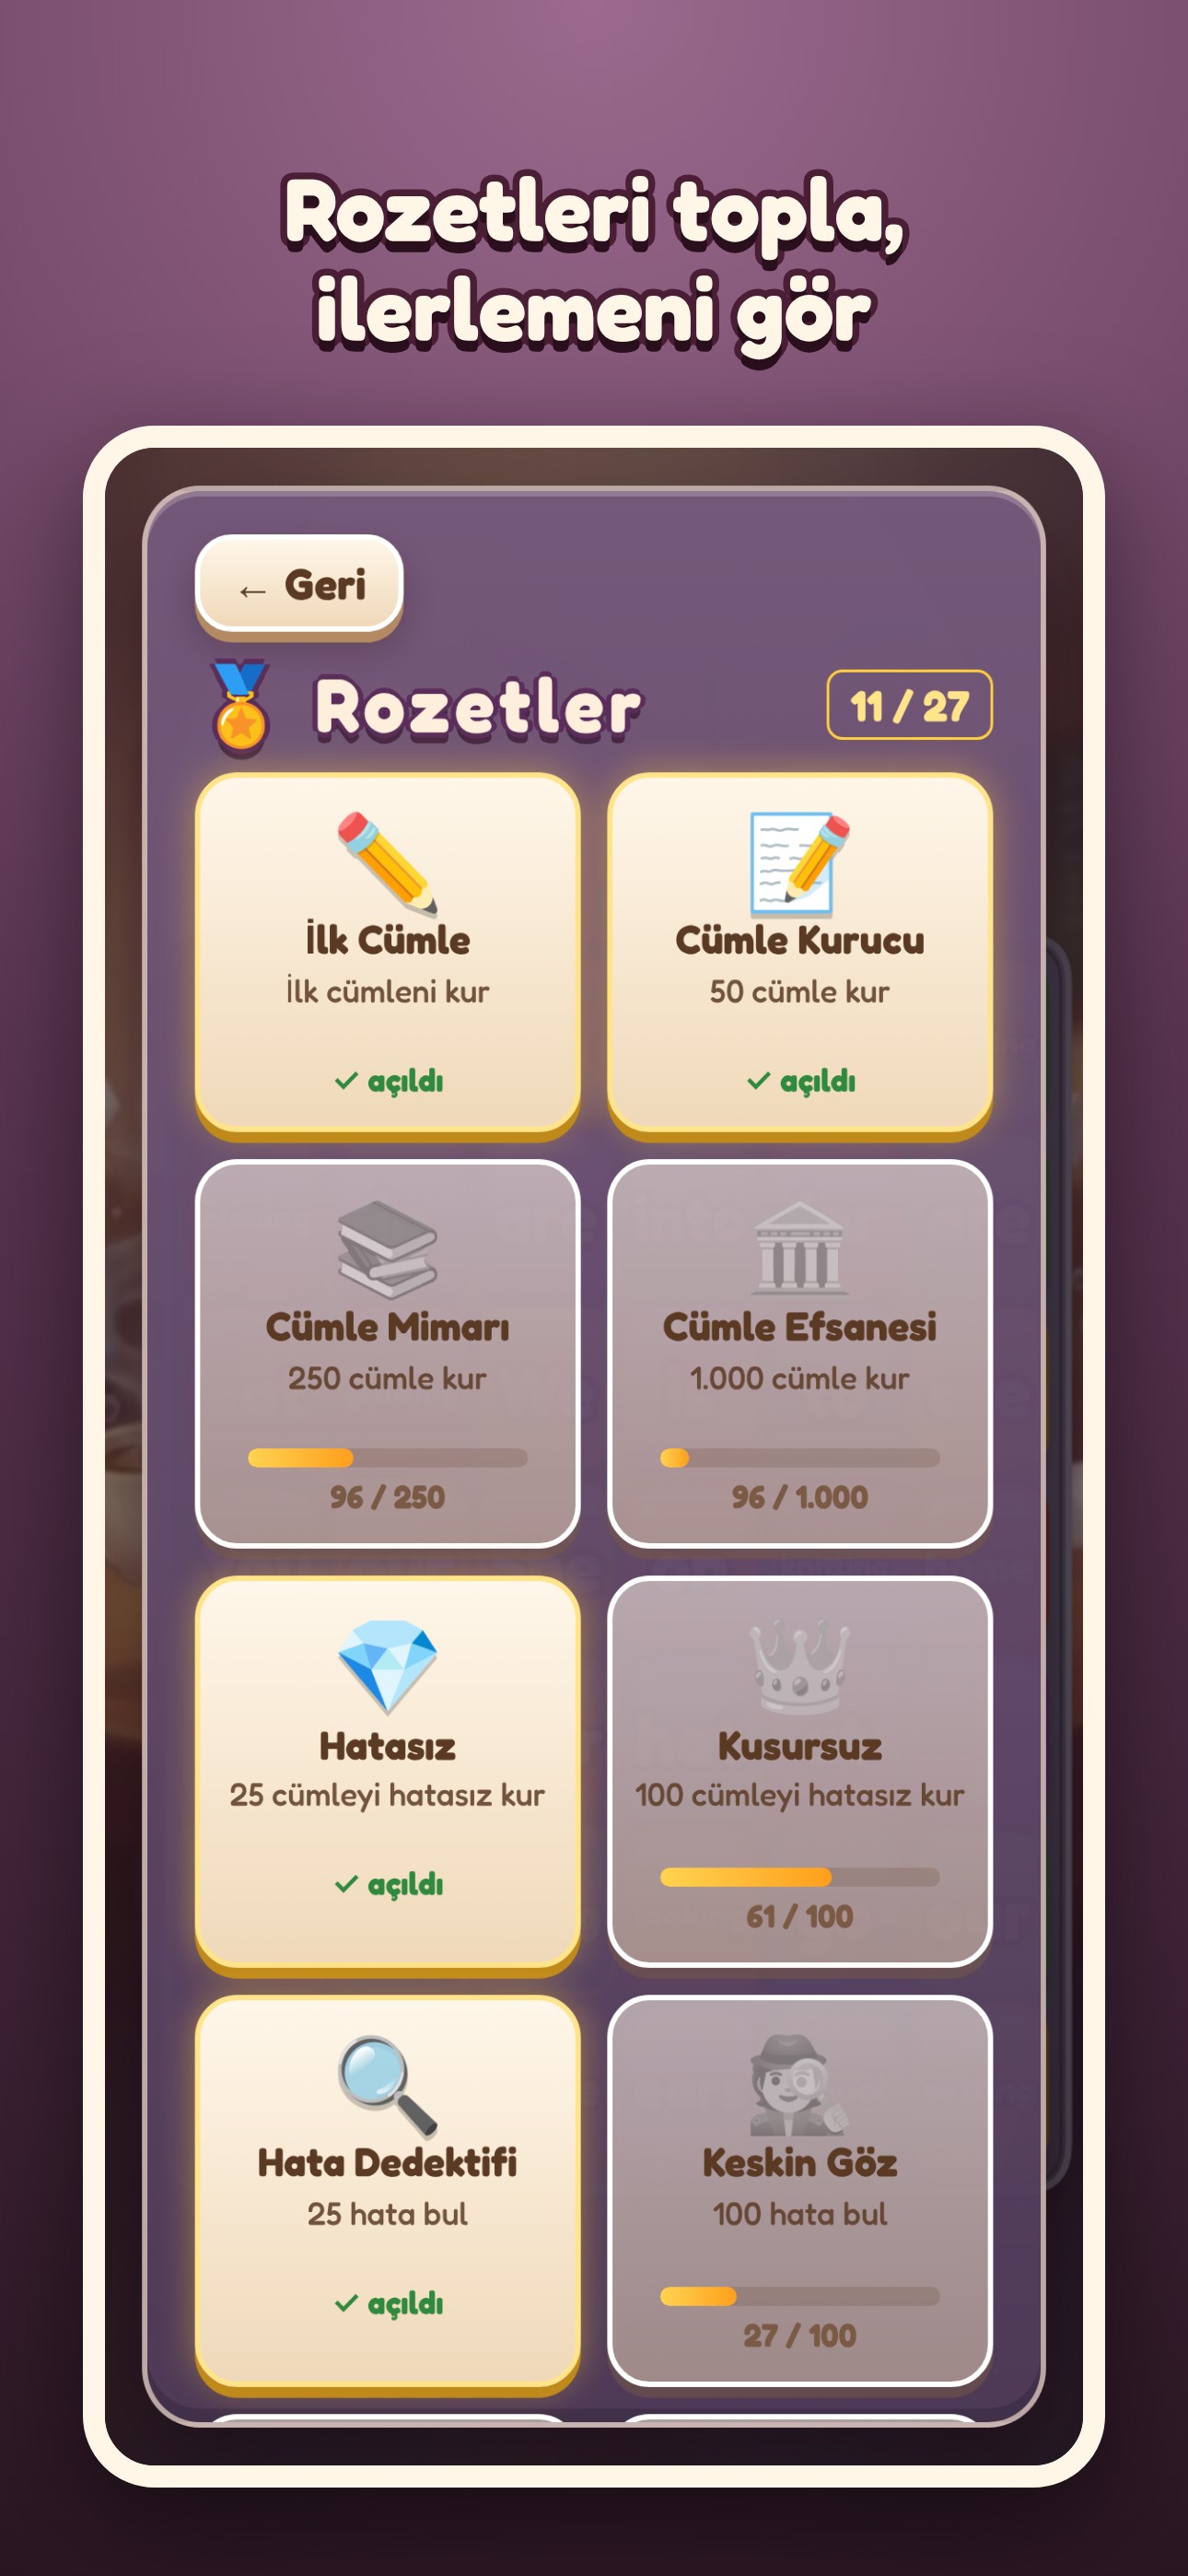 Rozetleri topla,
ilerlemeni gör
← Geri
Rozetler
11 / 27
İlk Cümle
İlk cümleni kur
✓ açıldı
Cümle Kurucu
50 cümle kur
✓ açıldı
Cümle Mimarı
250 cümle kur
96 / 250
Cümle Efsanesi
1.000 cümle kur
96 / 1.000
Hatasız
25 cümleyi hatasız kur
✓ açıldı
Kusursuz
100 cümleyi hatasız kur
61 / 100
Hata Dedektifi
25 hata bul
✓ açıldı
Keskin Göz
100 hata bul
27 / 100